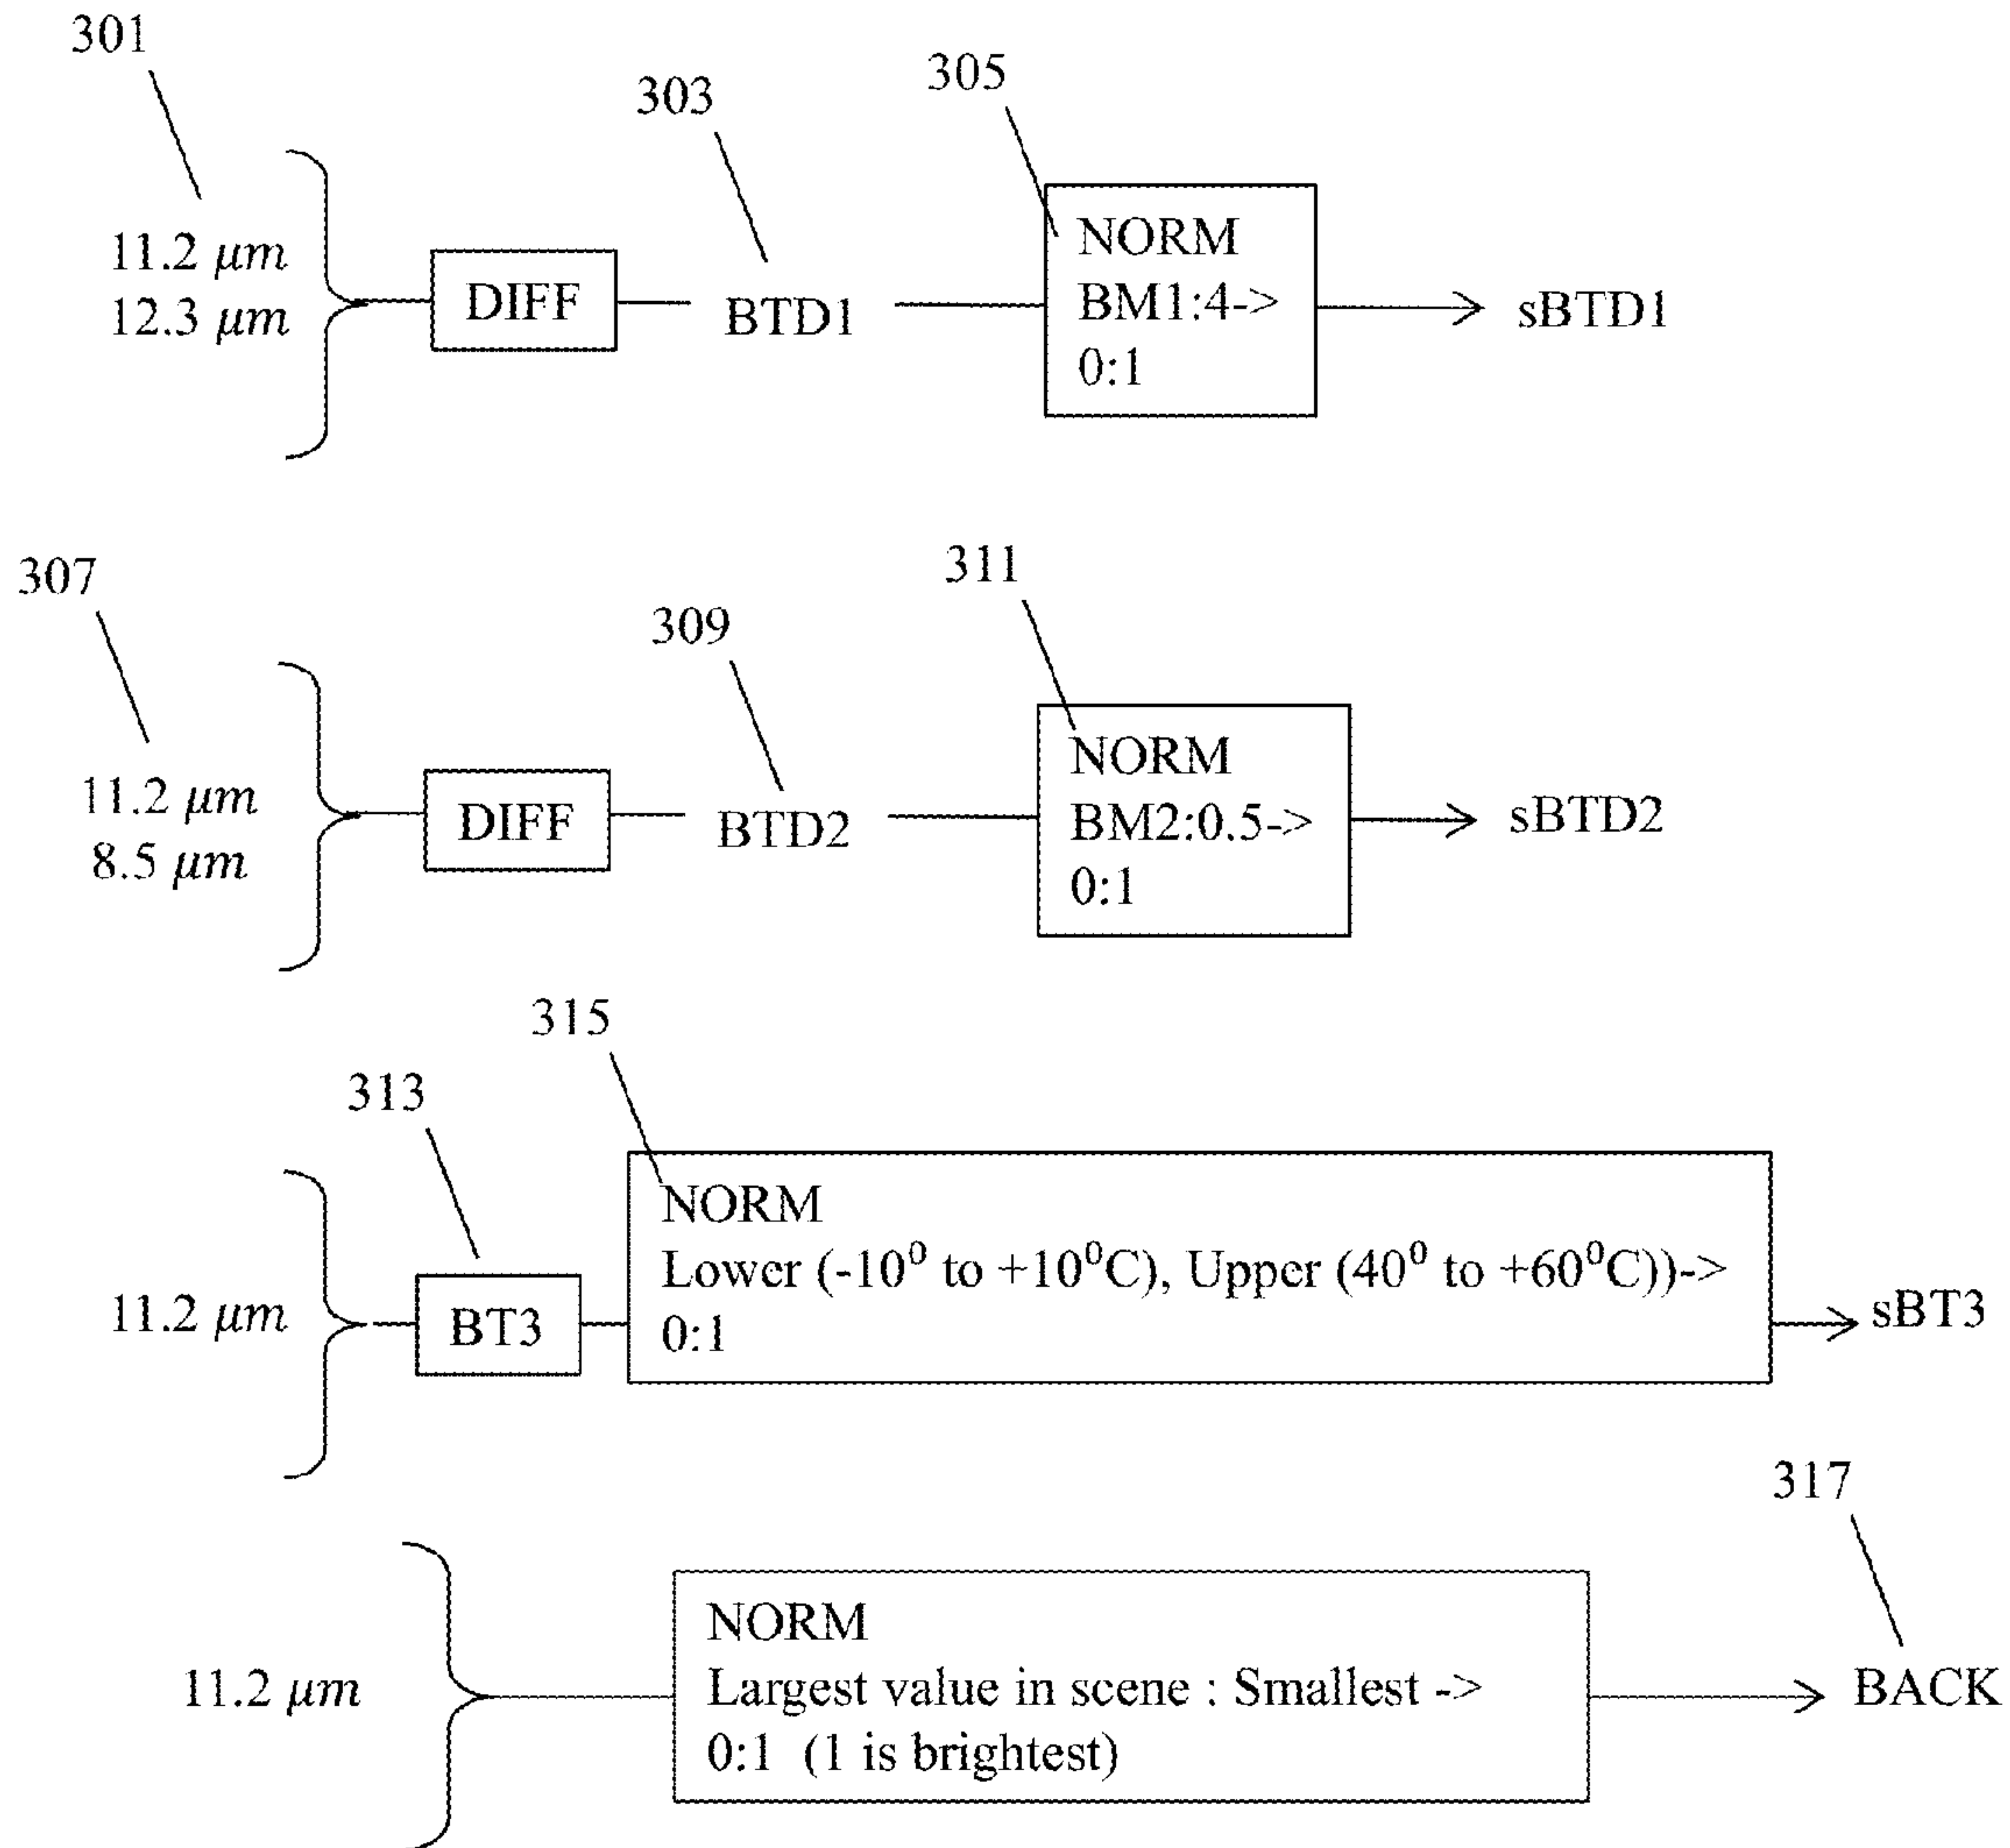 301
303
305
11.2 μm
12.3 μm
DIFF
BTD1
NORM
BM1:4->
0:1
sBTD1
307
309
311
11.2 μm
8.5 μm
DIFF
BTD2
NORM
BM2:0.5->
0:1
sBTD2
313
315
11.2 μm
BT3
NORM
Lower (-10⁰ to +10⁰C), Upper (40⁰ to +60⁰C))->
0:1
sBT3
317
11.2 μm
NORM
Largest value in scene : Smallest ->
0:1 (1 is brightest)
BACK